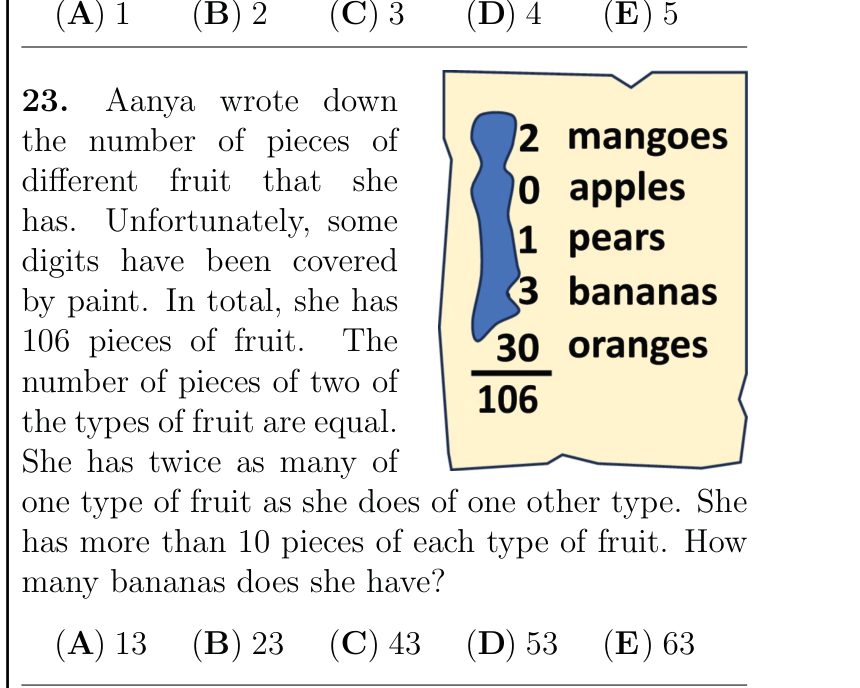 (A) 1 (B) 2 (C) 3 (D) 4 (E) 5
23. Aanya wrote down
the number of pieces of
different fruit that she
has. Unfortunately, some
digits have been covered
by paint. In total, she has
106 pieces of fruit. The
number of pieces of two of
the types of fruit are equal.
She has twice as many of
one type of fruit as she does of one other type. She
has more than 10 pieces of each type of fruit. How
many bananas does she have?
2 mangoes
0 apples
1 pears
3 bananas
30 oranges
106
(A) 13 (B) 23 (C) 43 (D) 53 (E) 63